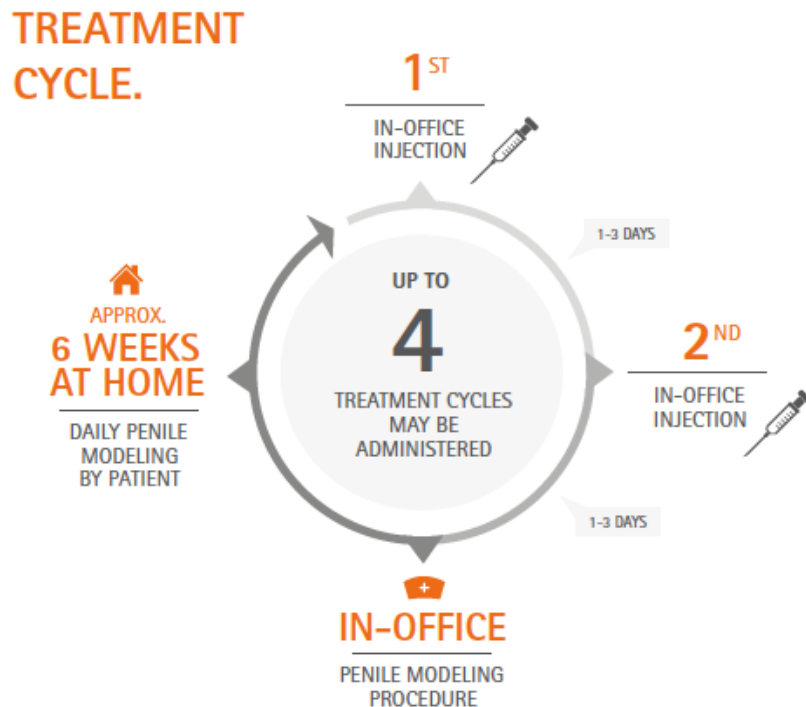 TREATMENT
CYCLE.
1ST
IN-OFFICE
INJECTION
1-3 DAYS
2ND
IN-OFFICE
INJECTION
1-3 DAYS
IN-OFFICE
PENILE MODELING
PROCEDURE
APPROX.
6 WEEKS
AT HOME
DAILY PENILE
MODELING
BY PATIENT
UP TO
4
TREATMENT CYCLES
MAY BE
ADMINISTERED